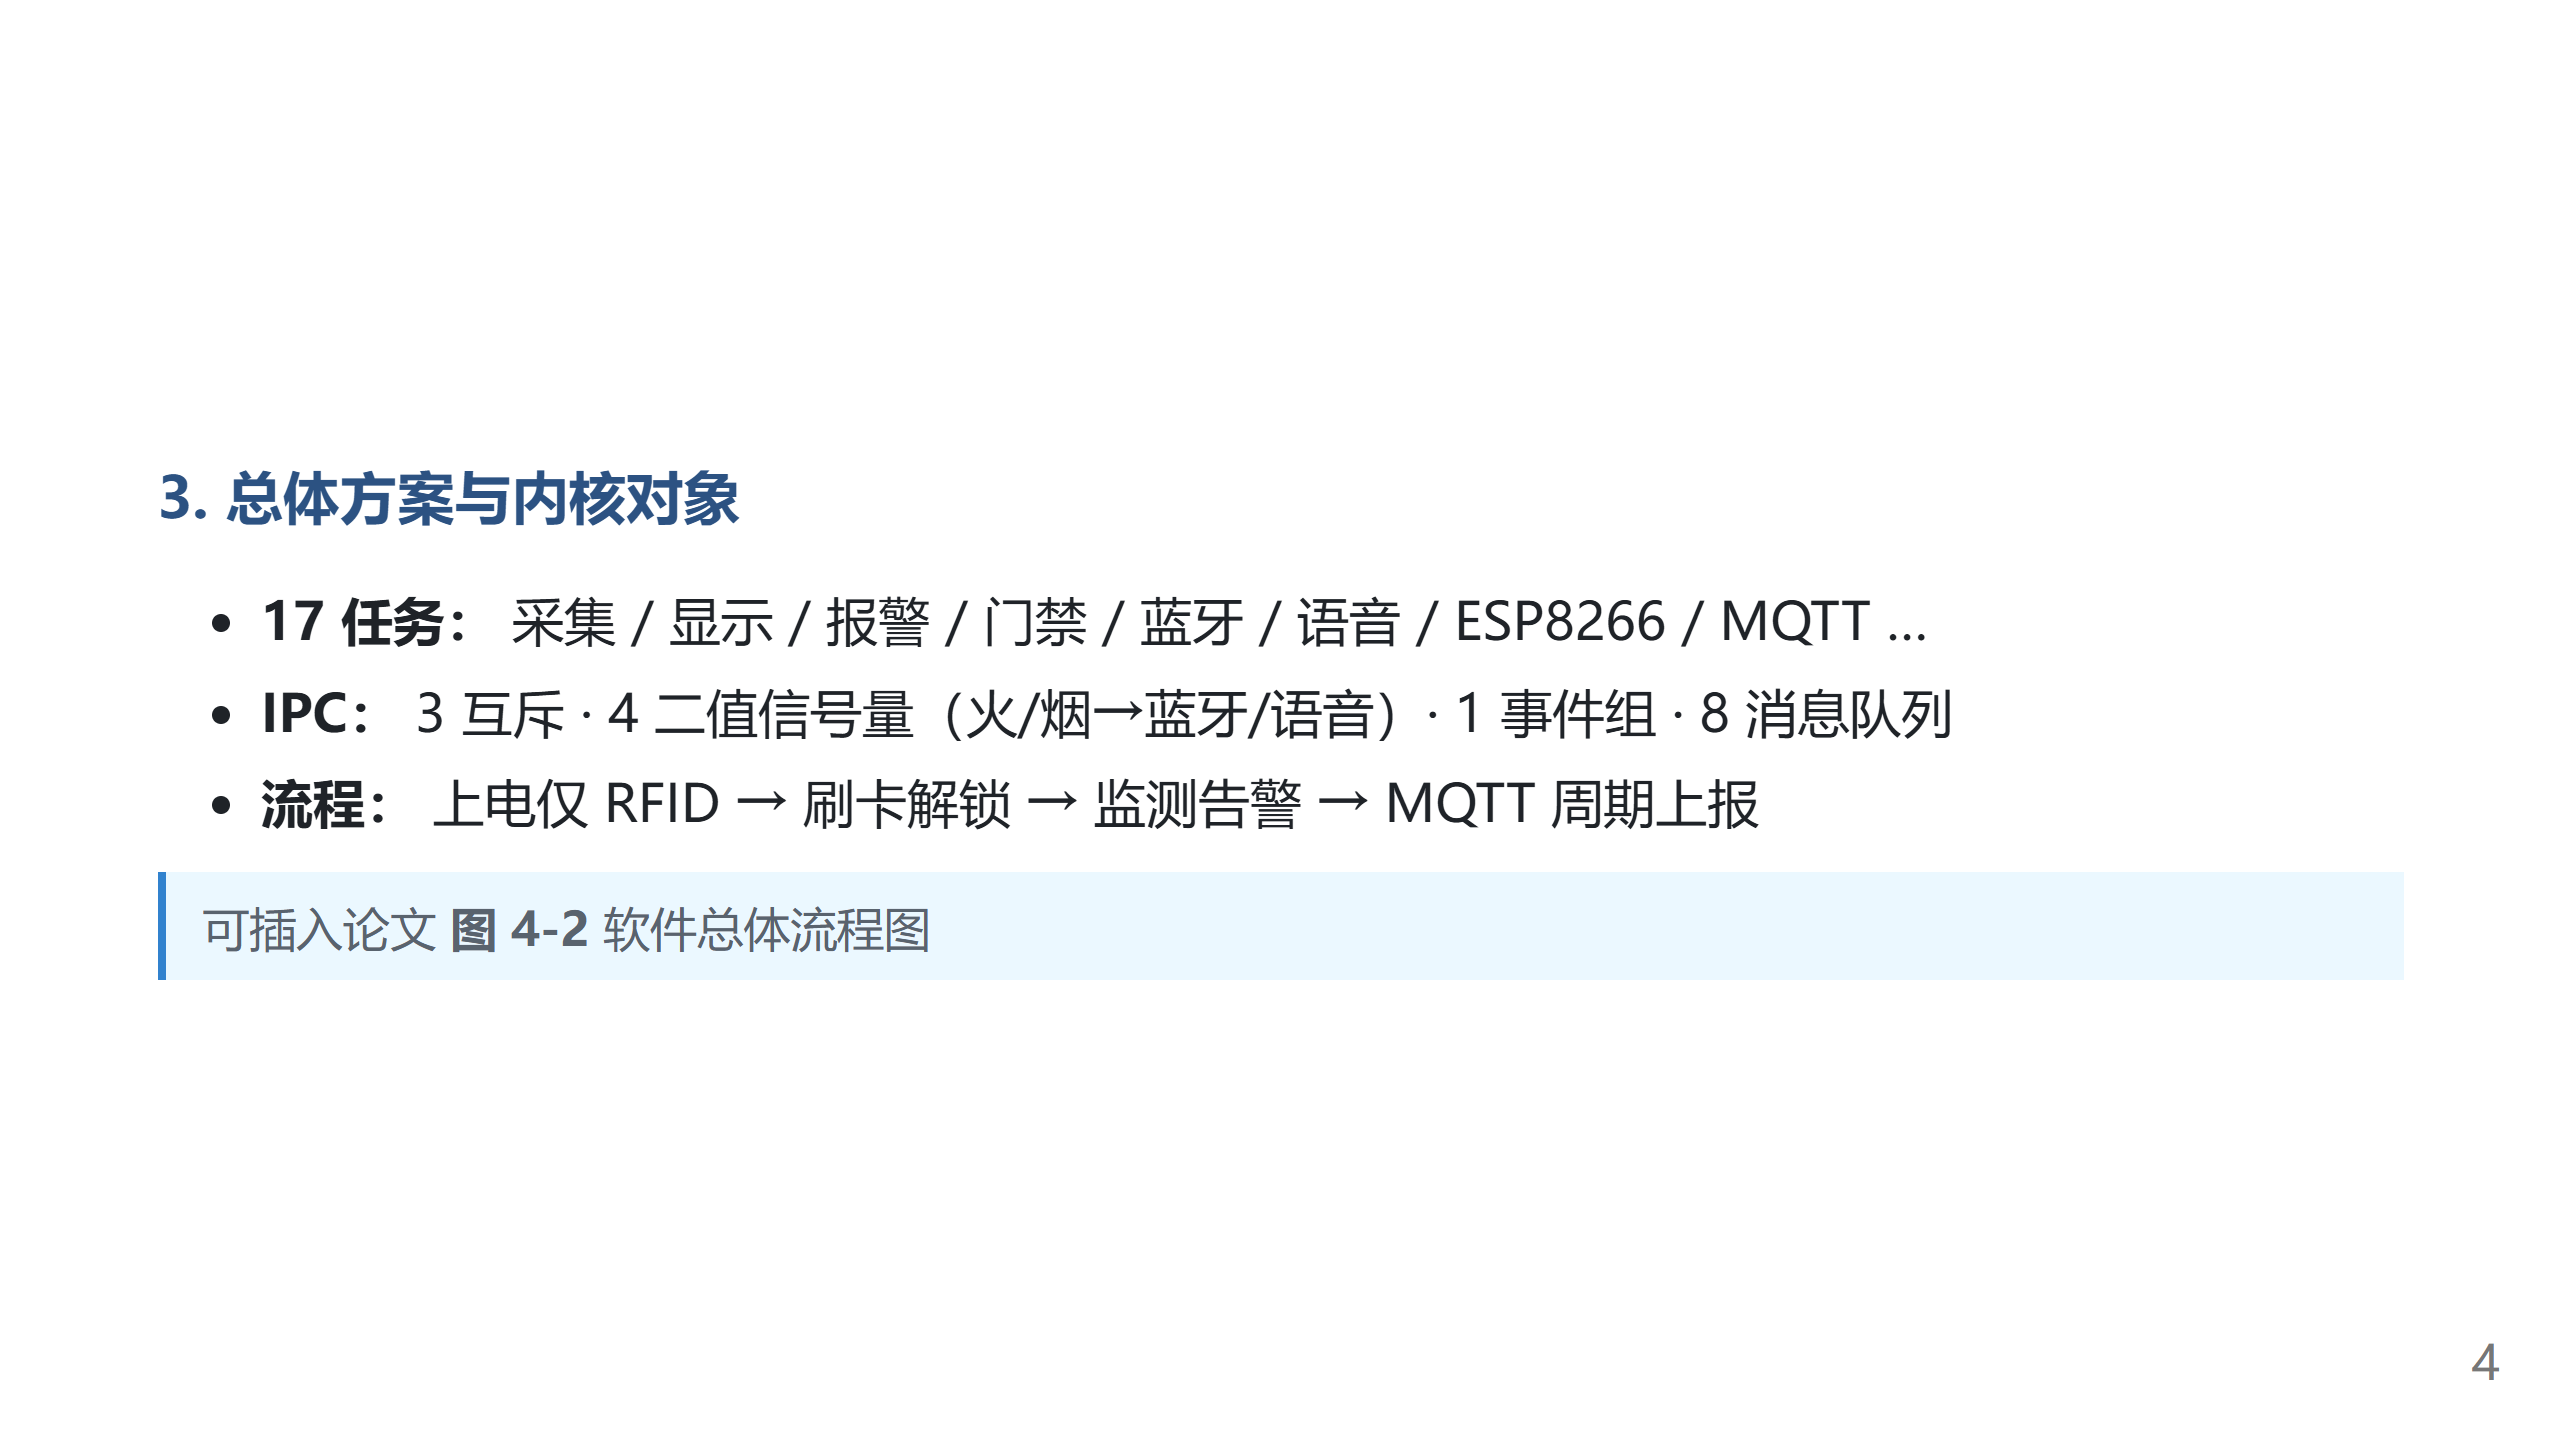 3. 总体方案与内核对象
• 17 任务： 采集 / 显示 / 报警 / 门禁 / 蓝牙 / 语音 / ESP8266 / MQTT ...
• IPC： 3 互斥 · 4 二值信号量（火/烟→蓝牙/语音）· 1 事件组 · 8 消息队列
• 流程： 上电仅 RFID → 刷卡解锁 → 监测告警 → MQTT 周期上报
可插入论文 图 4-2 软件总体流程图
4